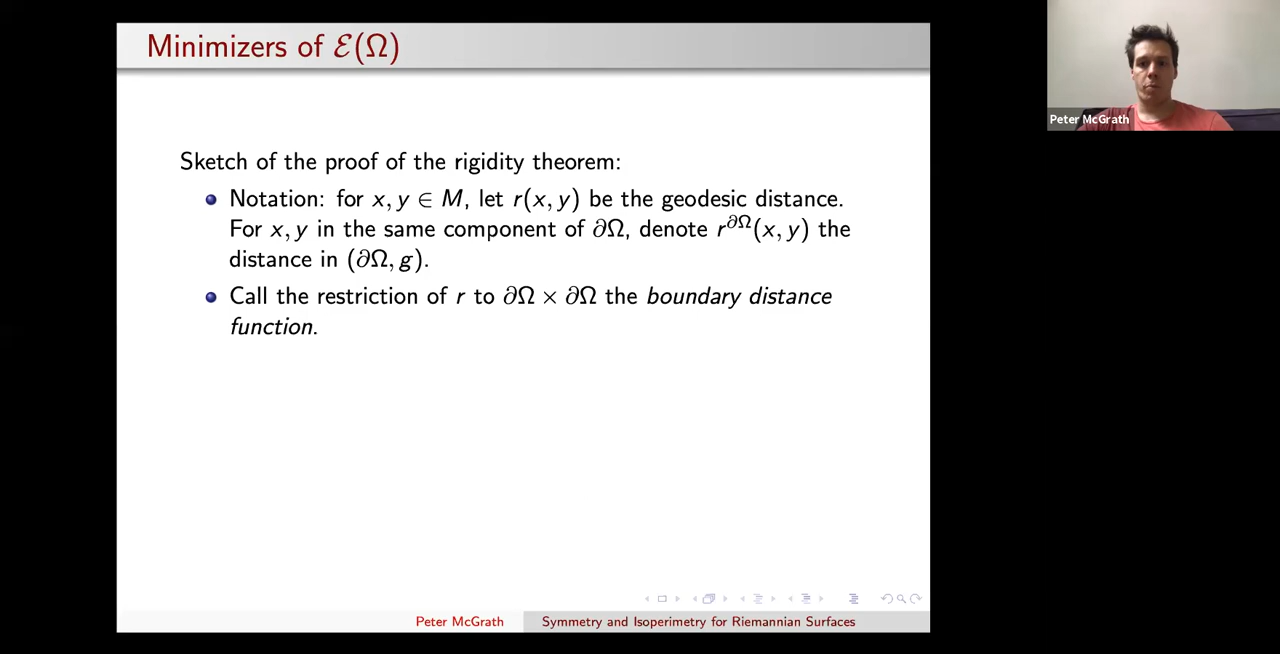 Minimizers of ℰ(Ω)
Peter McGrath
Sketch of the proof of the rigidity theorem:
Notation: for x, y ∈ M, let r(x, y) be the geodesic distance.
For x, y in the same component of ∂Ω, denote r^∂Ω(x, y) the
distance in (∂Ω, g).
Call the restriction of r to ∂Ω × ∂Ω the boundary distance
function.
Peter McGrath
Symmetry and Isoperimetry for Riemannian Surfaces